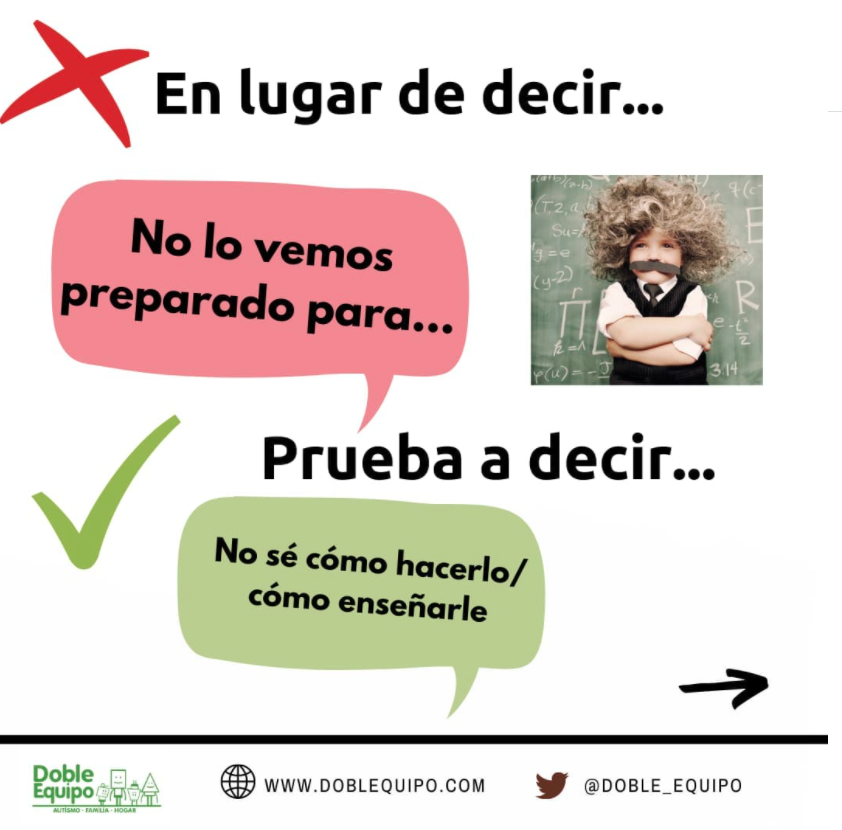 En lugar de decir...
No lo vemos
preparado para...
Prueba a decir...
No sé cómo hacerlo/
cómo enseñarle
Doble
Equipo
AUTISMO - FAMILIA - HOGAR
WWW.DOBLEQUIPO.COM
@DOBLE_EQUIPO